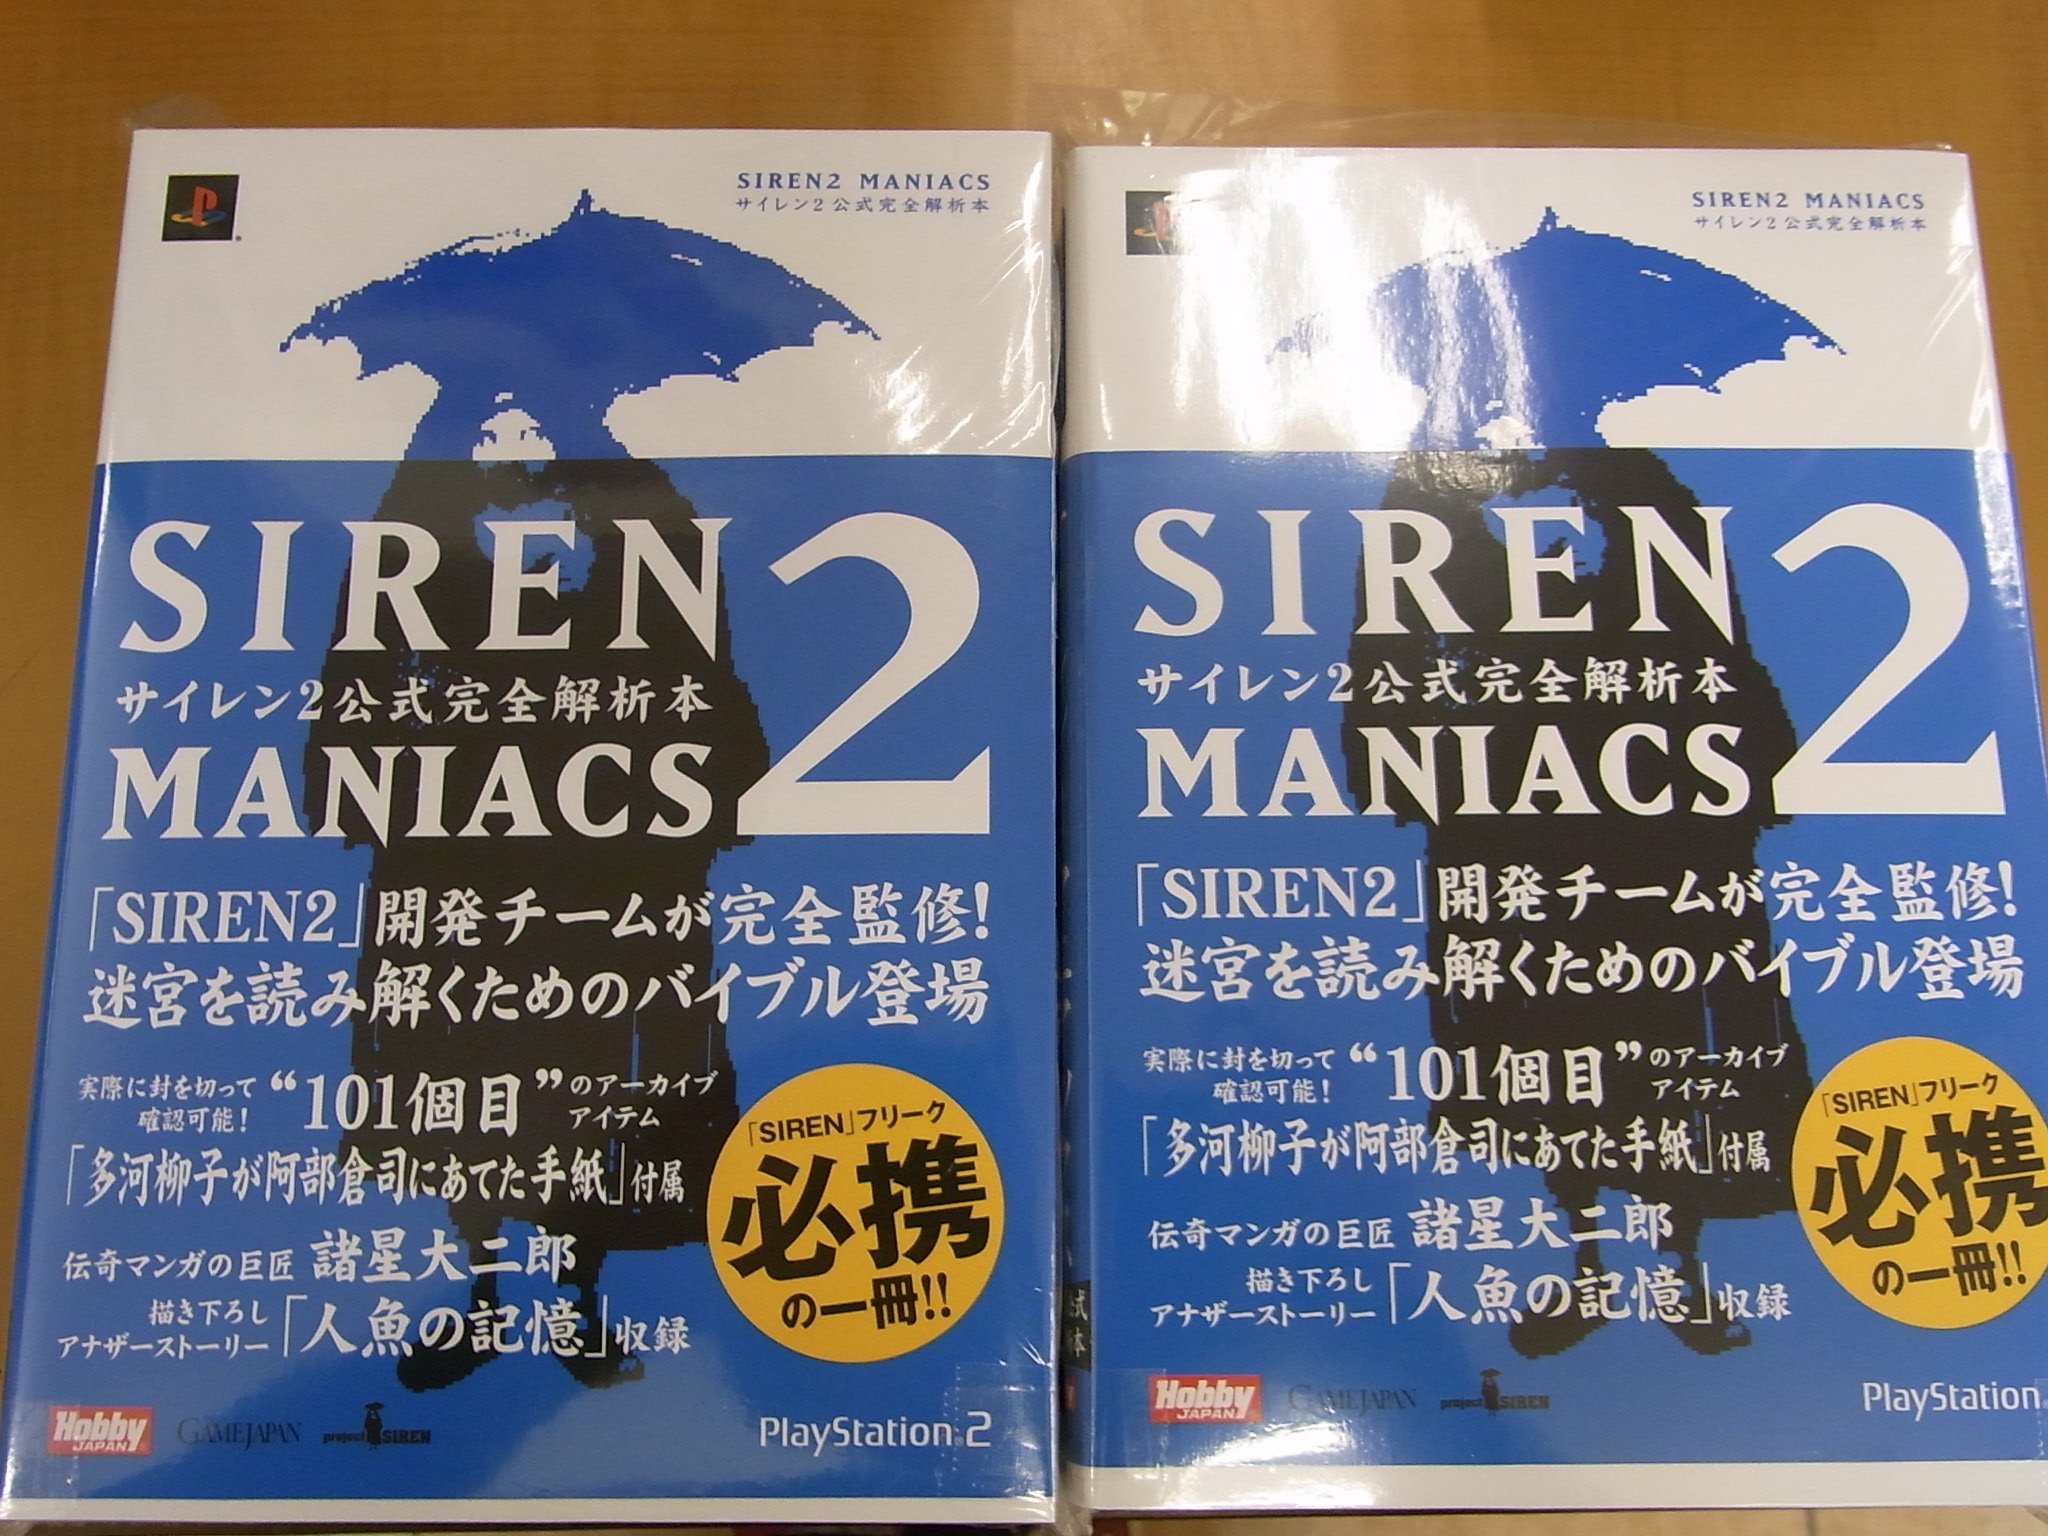 SIREN2 MANIACS
サイレン2公式完全解析本
SIREN2
サイレン2公式完全解析本
MANIACS
「SIREN2」開発チームが完全監修!
迷宮を読み解くためのバイブル登場
実際に封を切って
確認可能!
“101個目”
のアーカイブ
アイテム
「多河柳子が阿部倉司にあてた手紙」付属
伝奇マンガの巨匠 諸星大二郎
描き下ろし
アナザーストーリー
「人魚の記憶」収録
「SIREN」フリーク
必携
の一冊!!
Hobby
JAPAN
GAMEJAPAN
project SIREN
PlayStation.2
SIREN2 MANIACS
サイレン2公式完全解析本
SIREN2
サイレン2公式完全解析本
MANIACS
「SIREN2」開発チームが完全監修!
迷宮を読み解くためのバイブル登場
実際に封を切って
確認可能!
“101個目”
のアーカイブ
アイテム
「多河柳子が阿部倉司にあてた手紙」付属
伝奇マンガの巨匠 諸星大二郎
描き下ろし
アナザーストーリー
「人魚の記憶」収録
「SIREN」フリーク
必携
の一冊!!
Hobby
JAPAN
GAMEJAPAN
project SIREN
PlayStation